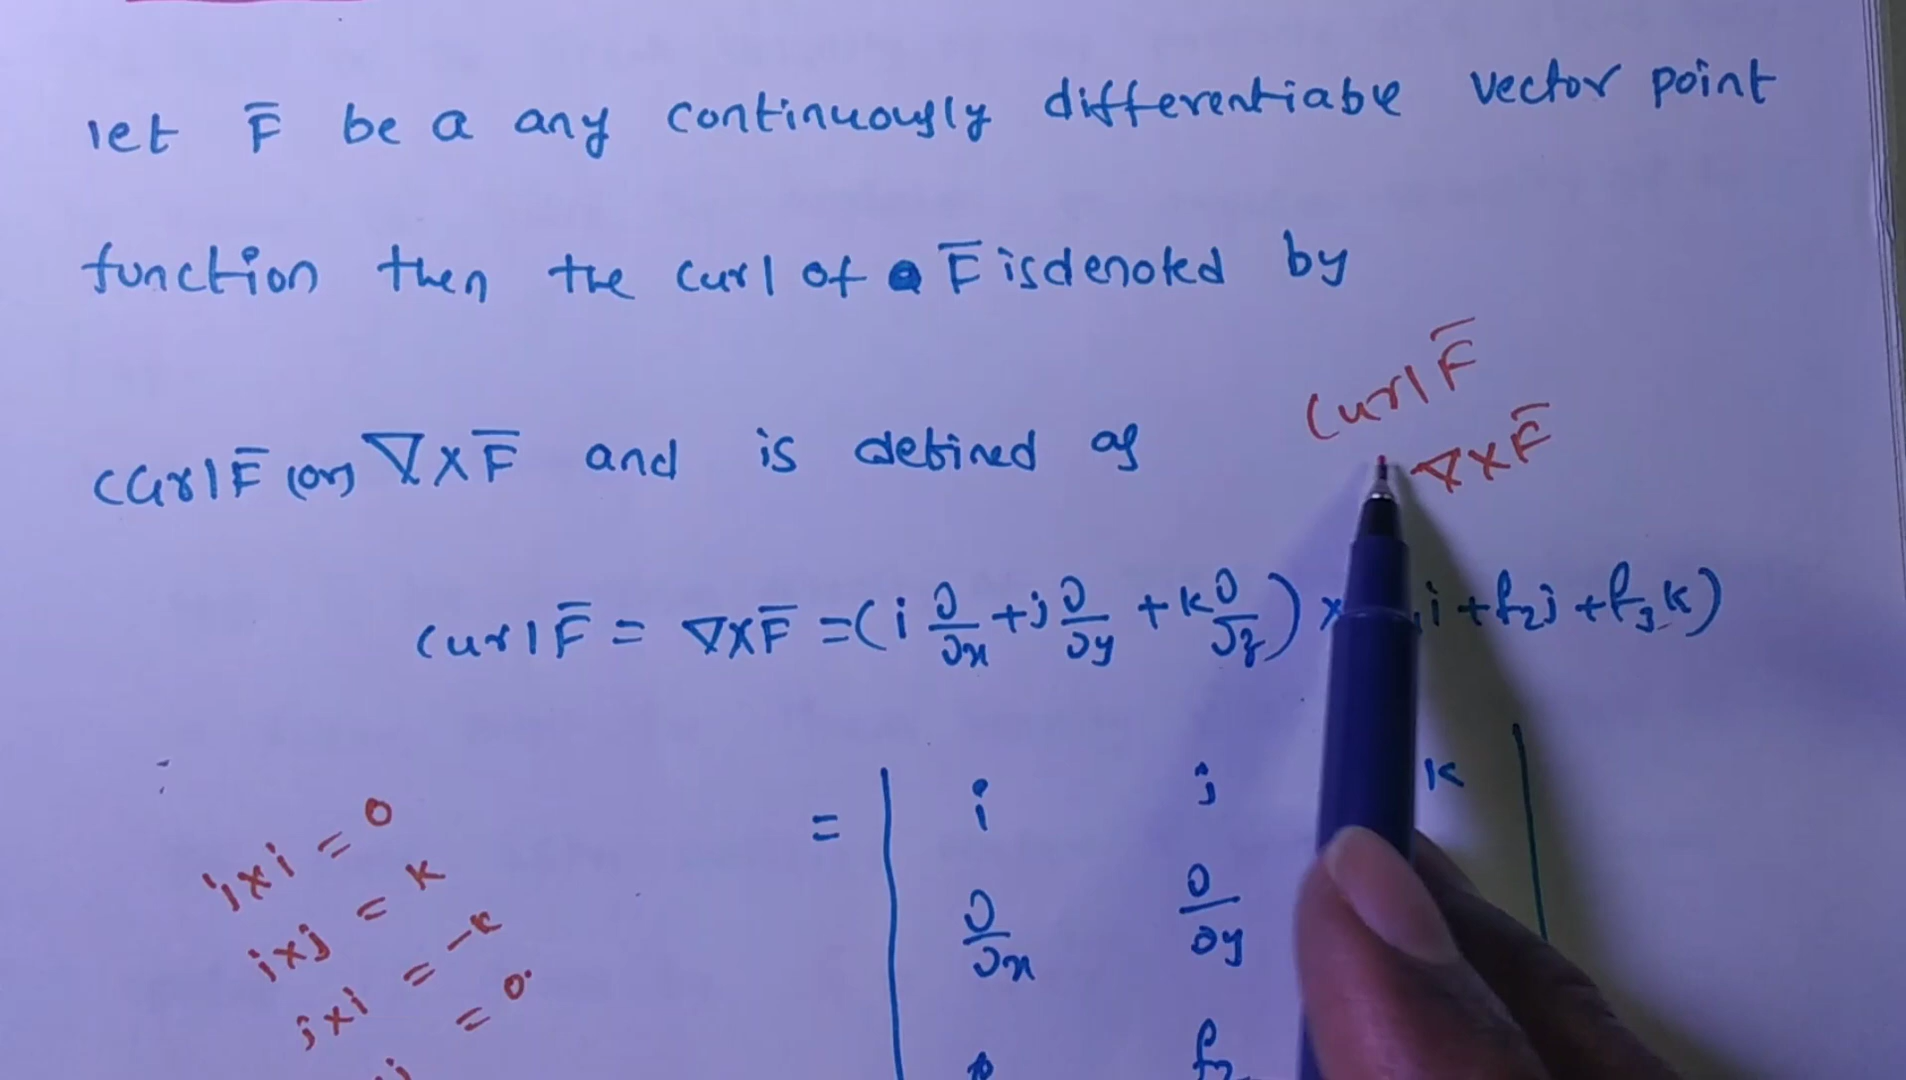 let F̅ be a any continuously differentiable vector point
function then the curl of F̅ is denoted by
curl F̅
curl F̅ (or) ∇×F̅ and is defined as
∇×F̅
curl F̅ = ∇×F̅ = (i ∂/∂x + j ∂/∂y + k ∂/∂z) × i + f₂j + f₃k)
= | i j k |
∂/∂x ∂/∂y
f₂
i×i = 0
i×j = k
j×i = -k
j = 0